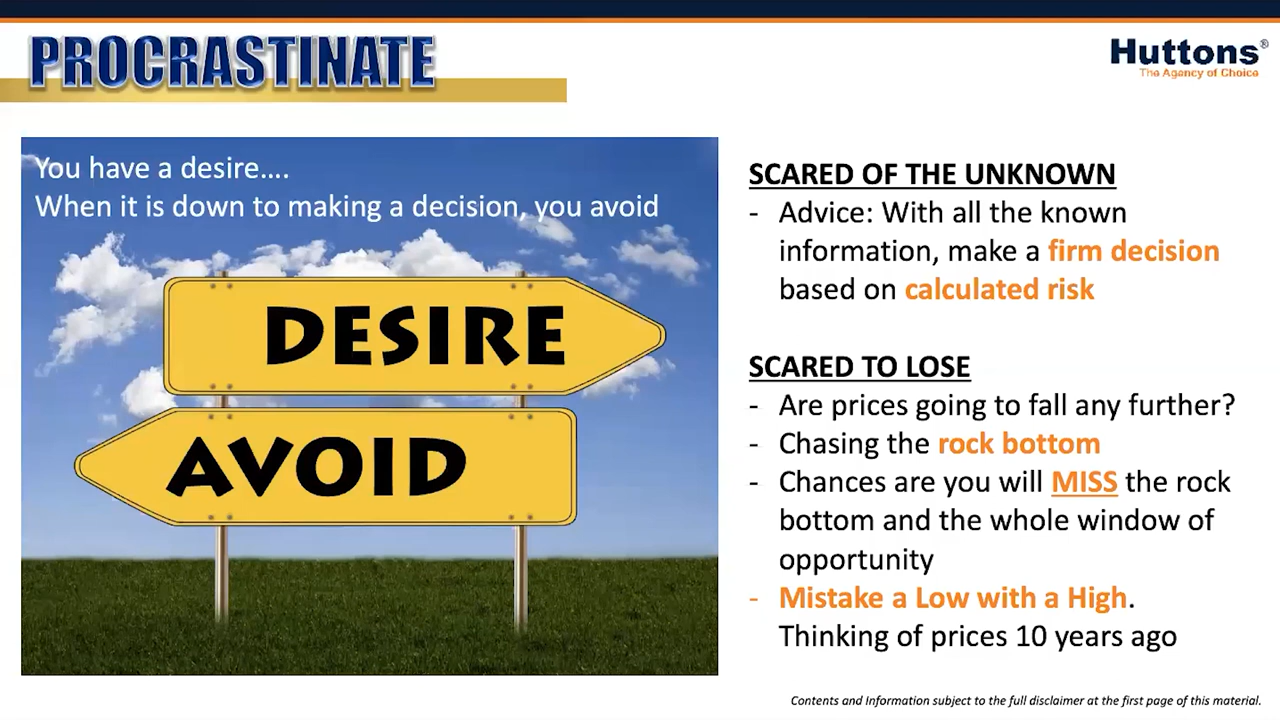 PROCRASTINATE
Huttons®
The Agency of Choice
You have a desire....
When it is down to making a decision, you avoid
DESIRE
AVOID
SCARED OF THE UNKNOWN
- Advice: With all the known
information, make a firm decision
based on calculated risk
SCARED TO LOSE
- Are prices going to fall any further?
- Chasing the rock bottom
- Chances are you will MISS the rock
bottom and the whole window of
opportunity
- Mistake a Low with a High.
Thinking of prices 10 years ago
Contents and Information subject to the full disclaimer at the first page of this material.